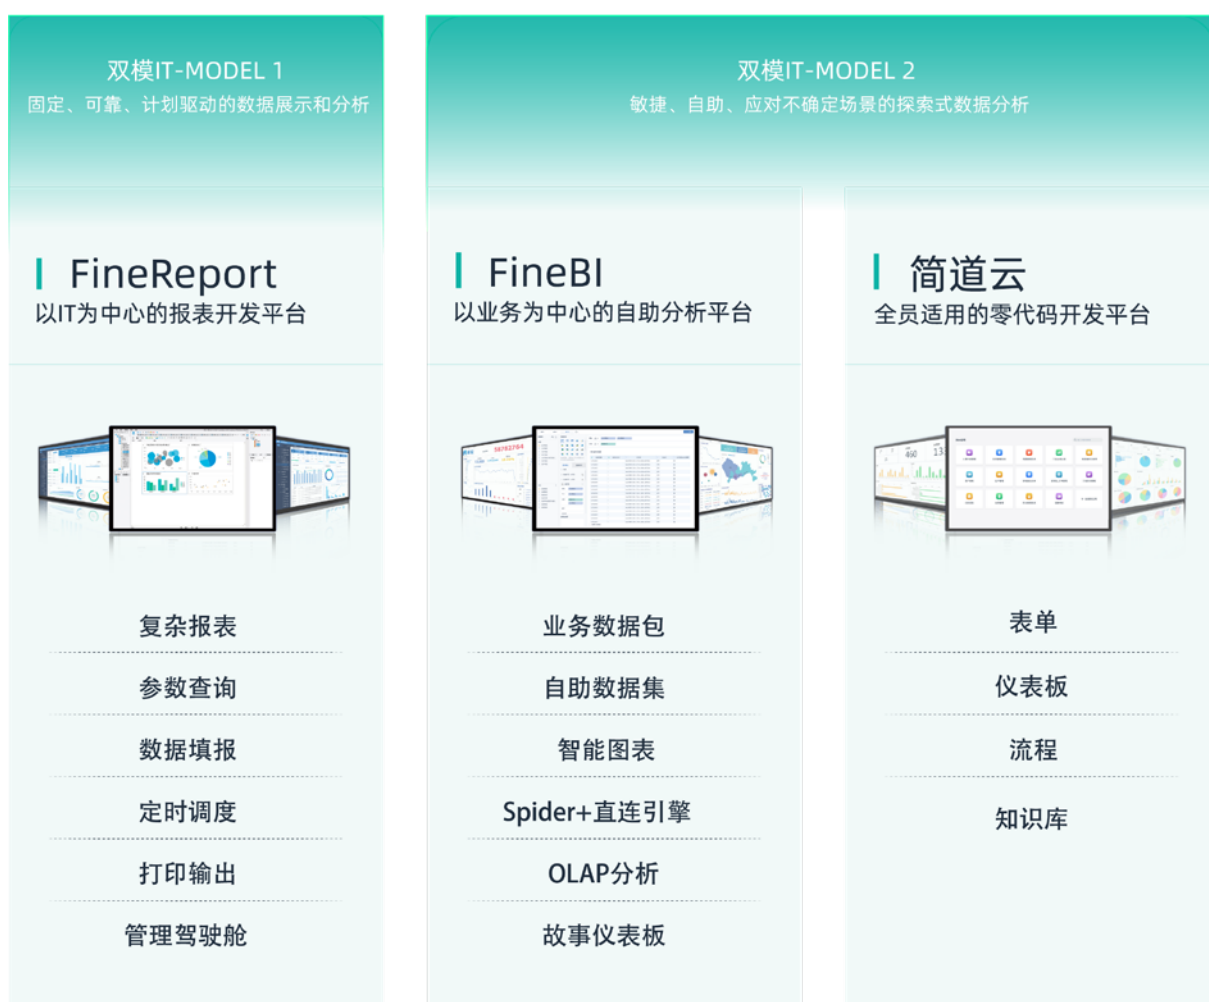 双模IT-MODEL 1
固定、可靠、计划驱动的数据展示和分析
双模IT-MODEL 2
敏捷、自助、应对不确定场景的探索式数据分析
FineReport
以IT为中心的报表开发平台
复杂报表
参数查询
数据填报
定时调度
打印输出
管理驾驶舱
FineBI
以业务为中心的自助分析平台
业务数据包
自助数据集
智能图表
Spider+直连引擎
OLAP分析
故事仪表板
简道云
全员适用的零代码开发平台
460
表单
仪表板
流程
知识库